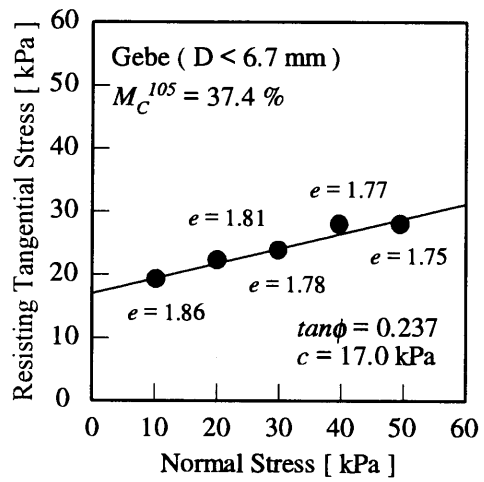 Resisting Tangential Stress [ kPa]
60
50
40
30
20
10
0
Gebe ( D < 6.7 mm )
M_C^105 = 37.4 %
e = 1.77
e = 1.81
e = 1.75
e = 1.78
e = 1.86
tanϕ = 0.237
c = 17.0 kPa
0 10 20 30 40 50 60
Normal Stress [ kPa ]